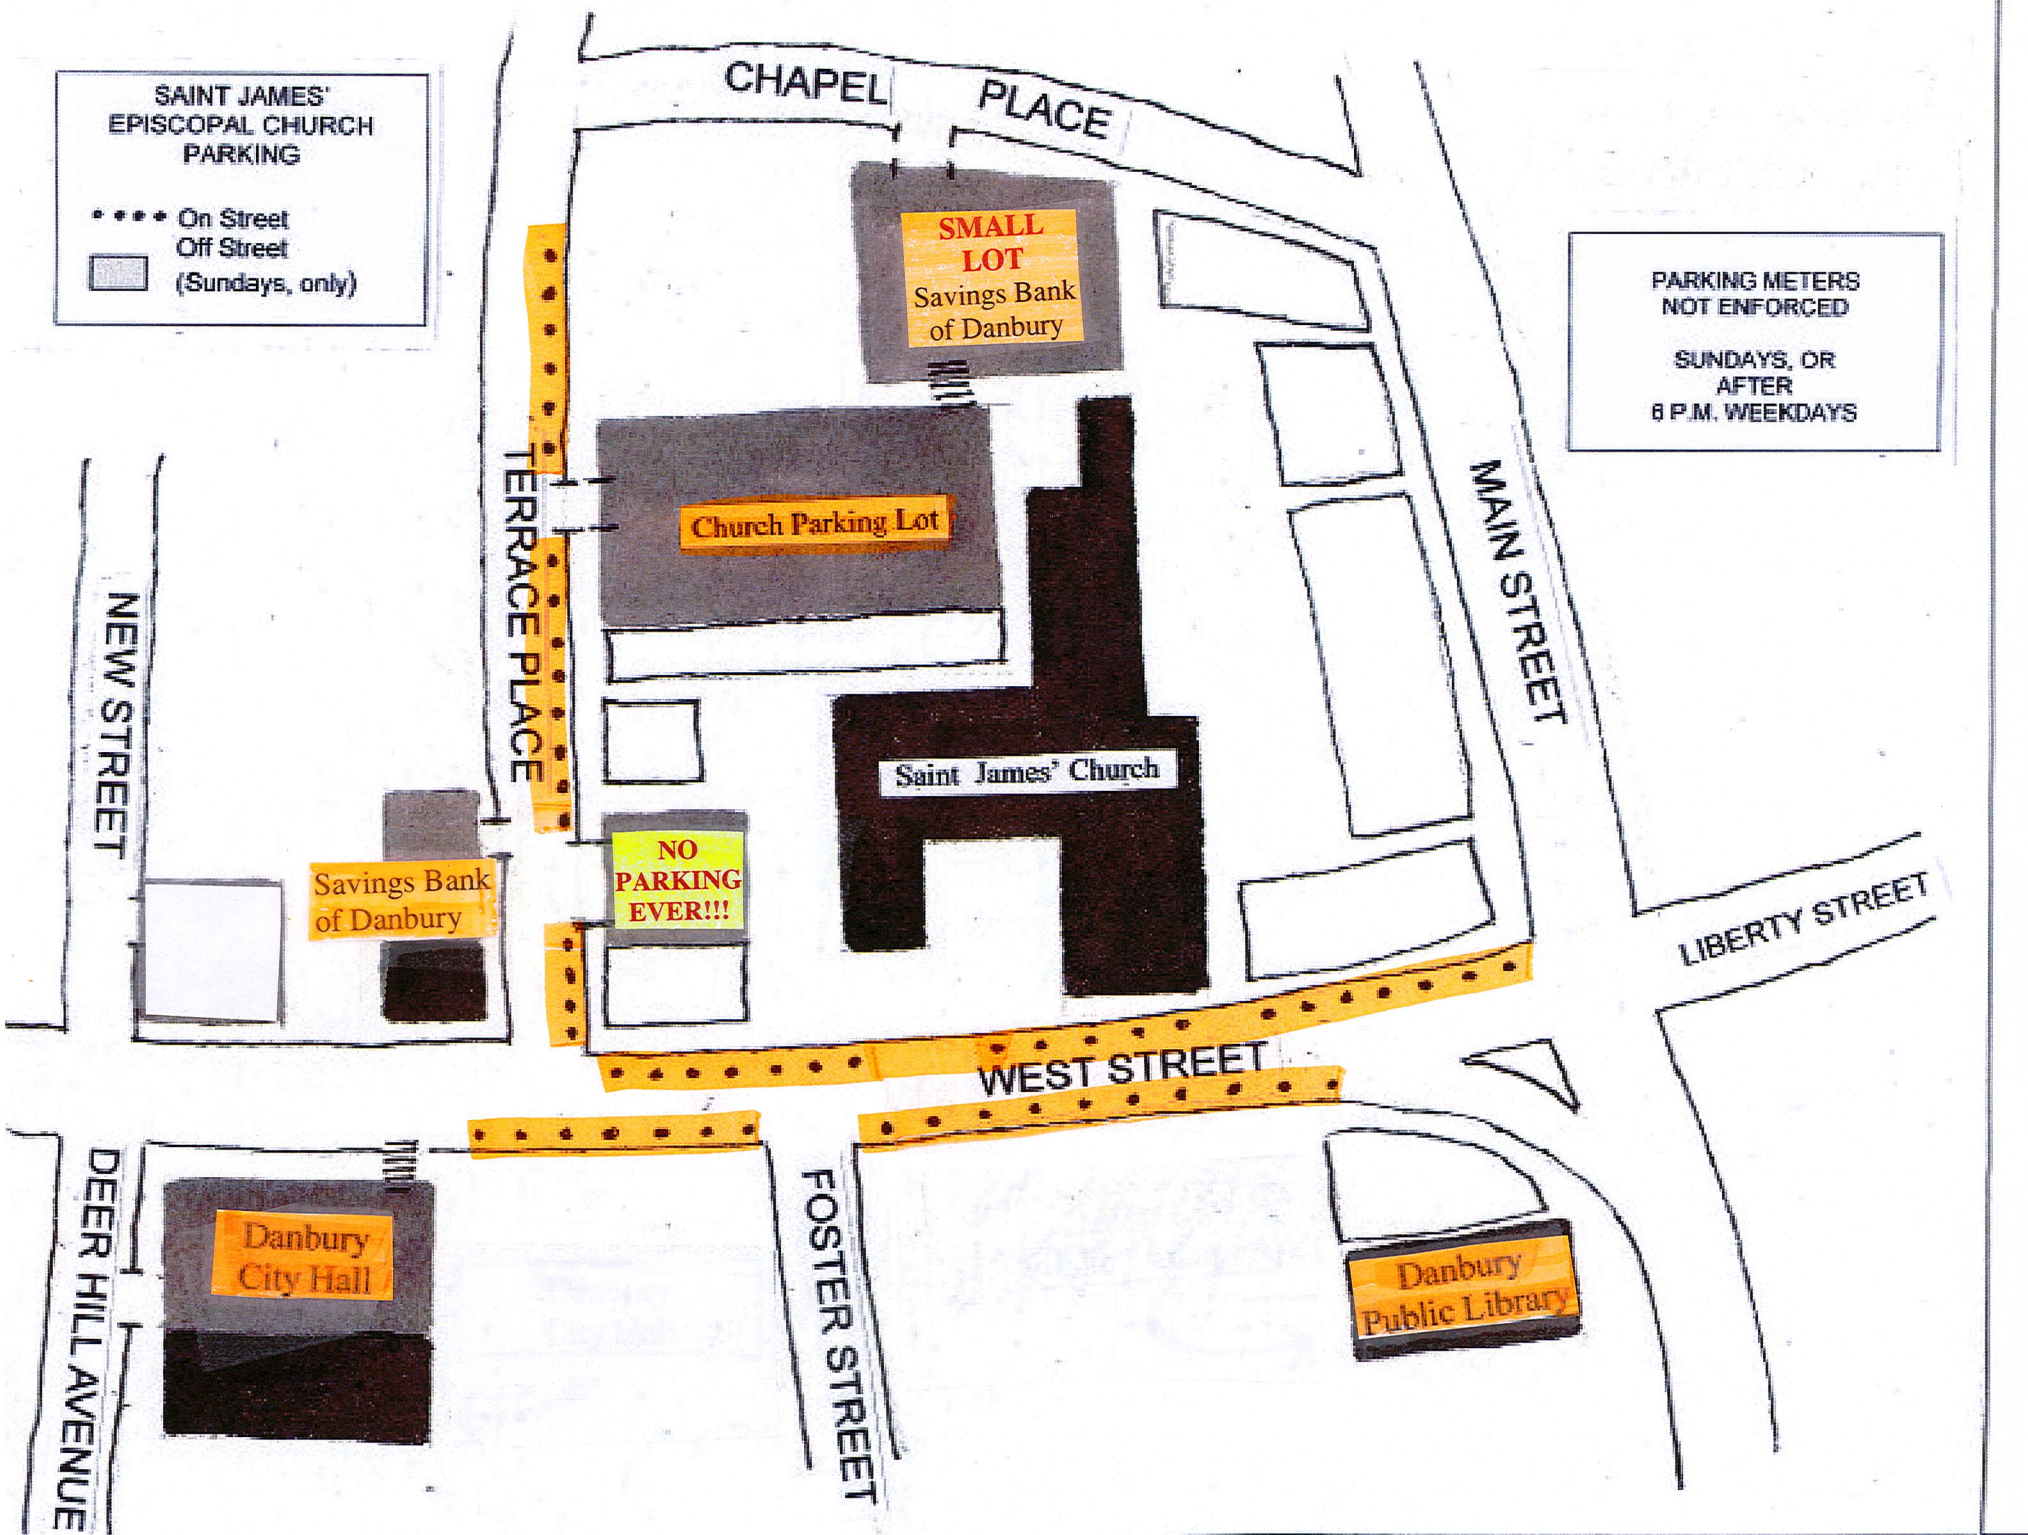 SAINT JAMES'
EPISCOPAL CHURCH
PARKING
On Street
Off Street
(Sundays, only)
CHAPEL PLACE
SMALL
LOT
Savings Bank
of Danbury
PARKING METERS
NOT ENFORCED
SUNDAYS, OR
AFTER
6 P.M. WEEKDAYS
TERRACE PLACE
Church Parking Lot
MAIN STREET
NEW STREET
Saint James' Church
NO
PARKING
EVER!!!
Savings Bank
of Danbury
LIBERTY STREET
WEST STREET
DEER HILL AVENUE
Danbury
City Hall
FOSTER STREET
Danbury
Public Library